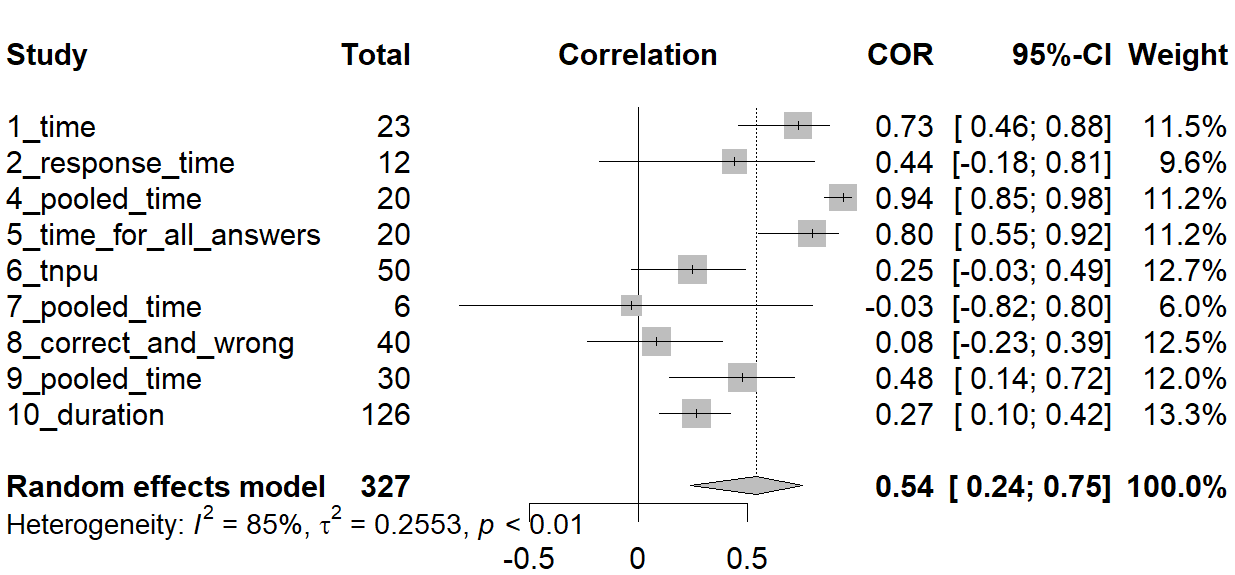 Study Total Correlation COR 95%-CI Weight
1_time 23 0.73 [ 0.46; 0.88] 11.5%
2_response_time 12 0.44 [-0.18; 0.81] 9.6%
4_pooled_time 20 0.94 [ 0.85; 0.98] 11.2%
5_time_for_all_answers 20 0.80 [ 0.55; 0.92] 11.2%
6_tnpu 50 0.25 [-0.03; 0.49] 12.7%
7_pooled_time 6 -0.03 [-0.82; 0.80] 6.0%
8_correct_and_wrong 40 0.08 [-0.23; 0.39] 12.5%
9_pooled_time 30 0.48 [ 0.14; 0.72] 12.0%
10_duration 126 0.27 [ 0.10; 0.42] 13.3%
Random effects model 327 0.54 [ 0.24; 0.75] 100.0%
Heterogeneity: I² = 85%, τ² = 0.2553, p < 0.01
-0.5 0 0.5